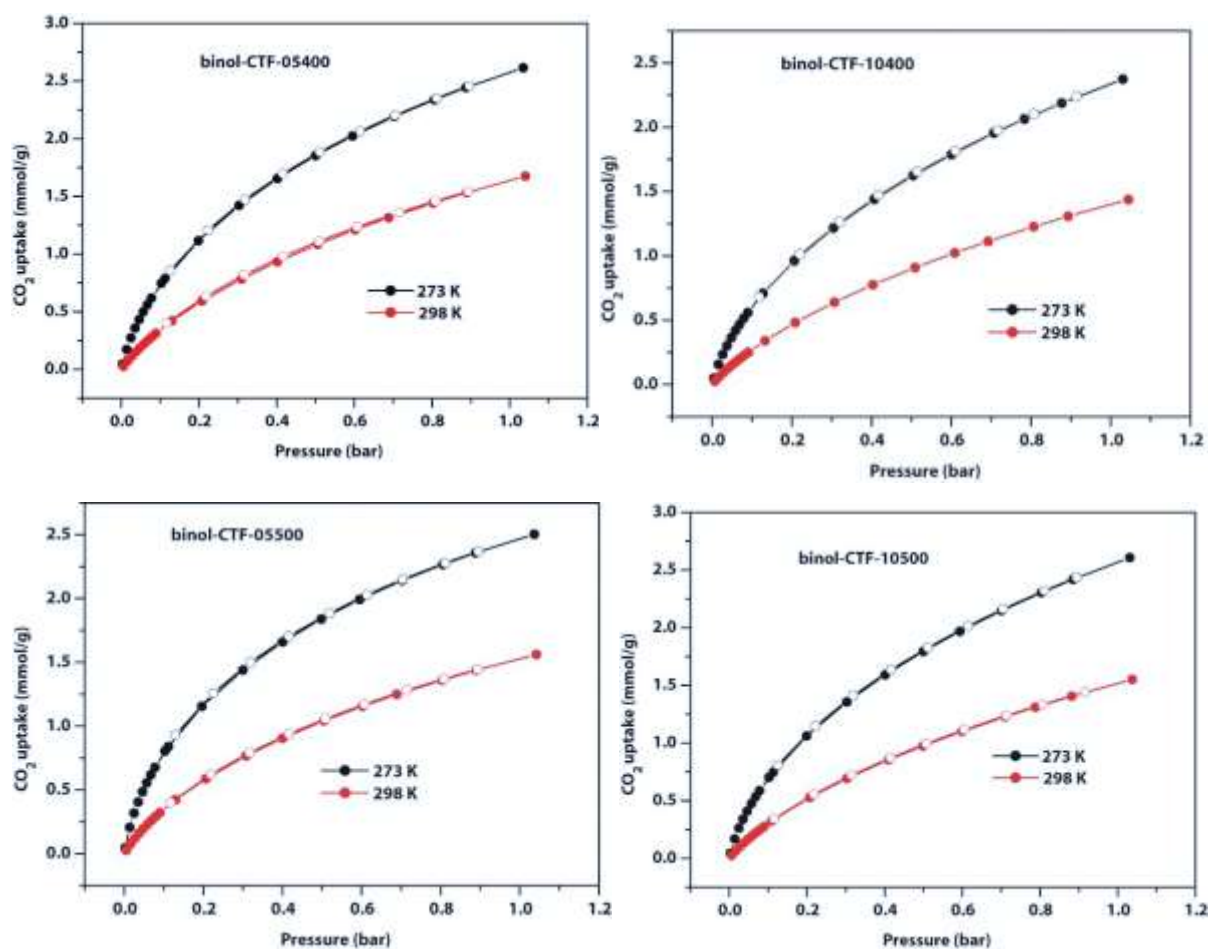 3.0
2.5
2.0
1.5
1.0
0.5
0.0
CO2 uptake (mmol/g)
binol-CTF-05400
273 K
298 K
0.0 0.2 0.4 0.6 0.8 1.0 1.2
Pressure (bar)
2.5
2.0
1.5
1.0
0.5
0.0
CO2 uptake (mmol/g)
binol-CTF-10400
273 K
298 K
0.0 0.2 0.4 0.6 0.8 1.0 1.2
Pressure (bar)
2.5
2.0
1.5
1.0
0.5
0.0
CO2 uptake (mmol/g)
binol-CTF-05500
273 K
298 K
0.0 0.2 0.4 0.6 0.8 1.0 1.2
Pressure (bar)
3.0
2.5
2.0
1.5
1.0
0.5
0.0
CO2 uptake (mmol/g)
binol-CTF-10500
273 K
298 K
0.0 0.2 0.4 0.6 0.8 1.0 1.2
Pressure (bar)